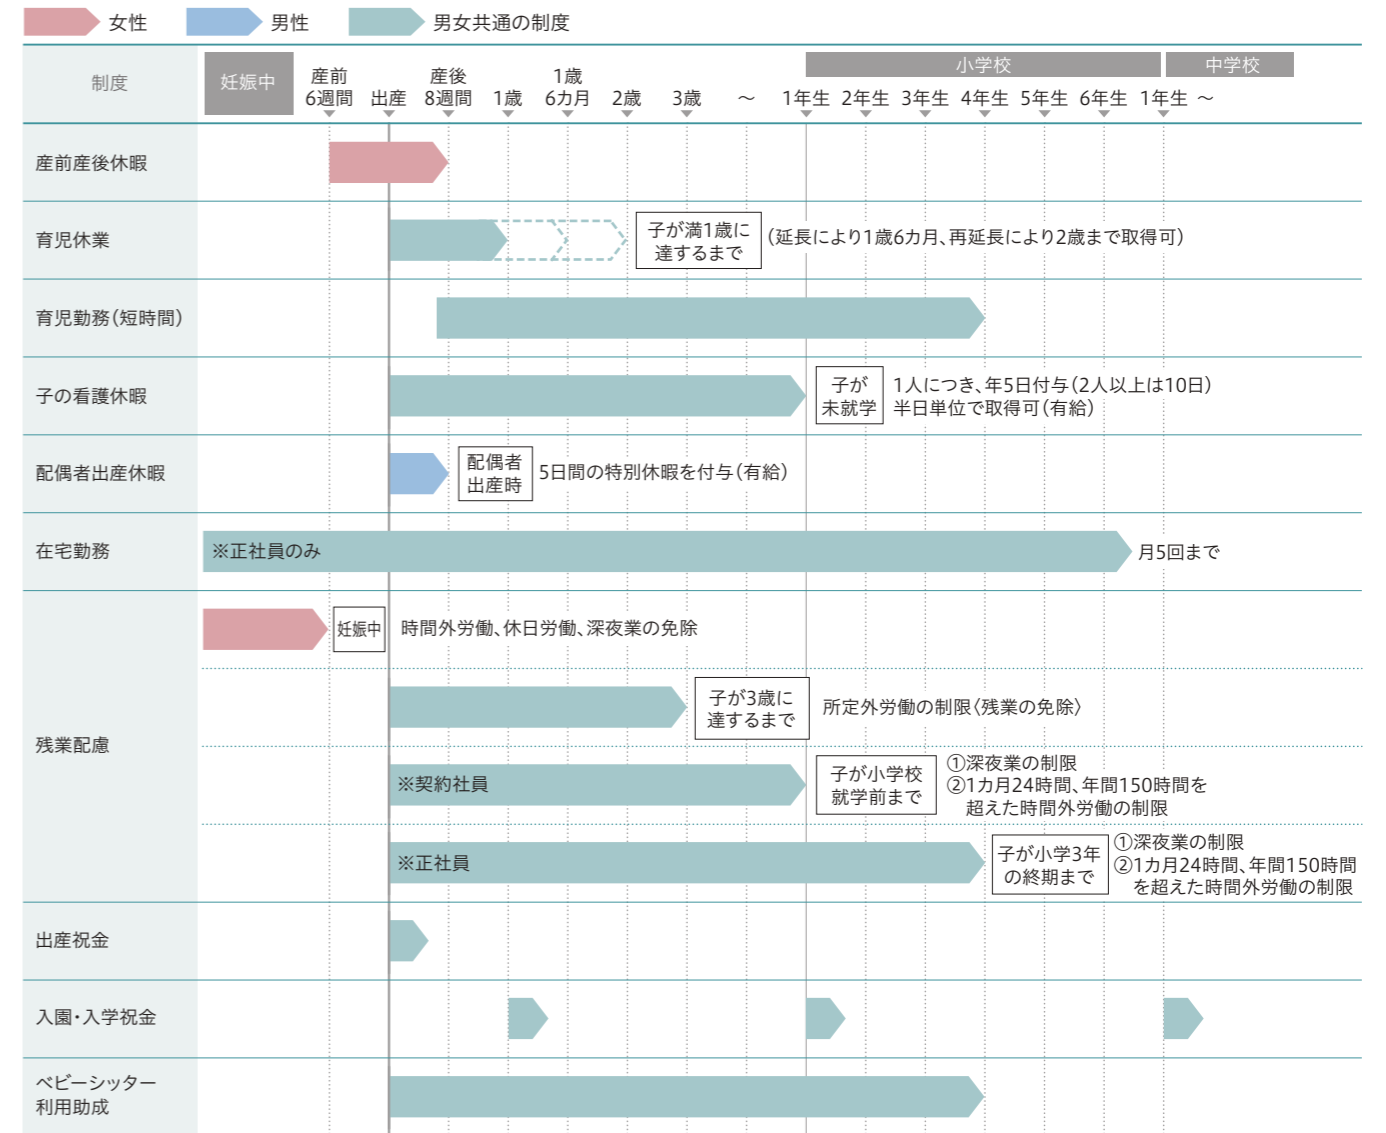 女性
男性
男女共通の制度
制度
妊娠中
産前
6週間
出産
産後
8週間
1歳
1歳
6カ月
2歳
3歳
～
小学校
1年生
2年生
3年生
4年生
5年生
6年生
中学校
1年生
～
産前産後休暇
育児休業
子が満1歳に
達するまで
(延長により1歳6カ月、再延長により2歳まで取得可)
育児勤務(短時間)
子の看護休暇
子が
未就学
1人につき、年5日付与(2人以上は10日)
半日単位で取得可(有給)
配偶者出産休暇
配偶者
出産時
5日間の特別休暇を付与(有給)
在宅勤務
※正社員のみ
月5回まで
残業配慮
妊娠中
時間外労働、休日労働、深夜業の免除
子が3歳に
達するまで
所定外労働の制限〈残業の免除〉
※契約社員
子が小学校
就学前まで
①深夜業の制限
②1カ月24時間、年間150時間を
超えた時間外労働の制限
※正社員
子が小学3年
の終期まで
①深夜業の制限
②1カ月24時間、年間150時間
を超えた時間外労働の制限
出産祝金
入園・入学祝金
ベビーシッター
利用助成